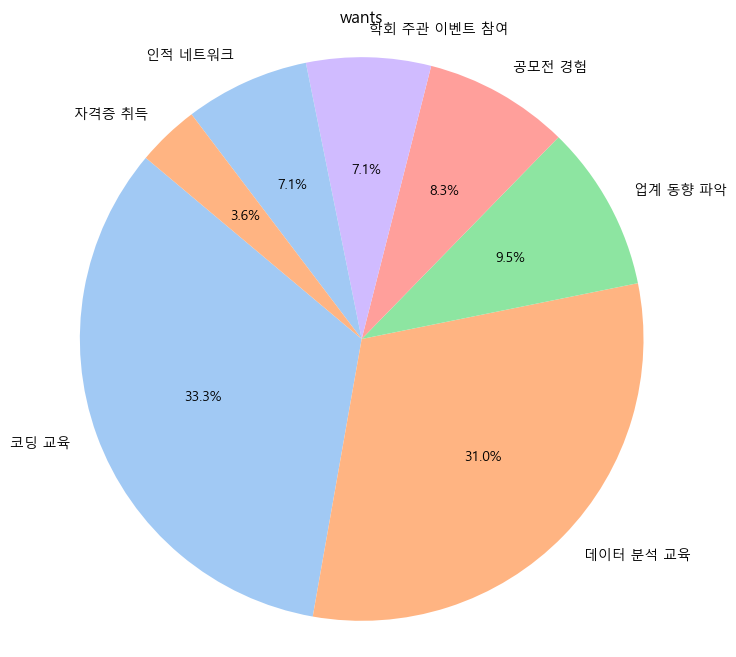 wants
학회 주관 이벤트 참여
인적 네트워크
공모전 경험
자격증 취득
7.1%
7.1%
8.3%
업계 동향 파악
3.6%
9.5%
33.3%
코딩 교육
31.0%
데이터 분석 교육